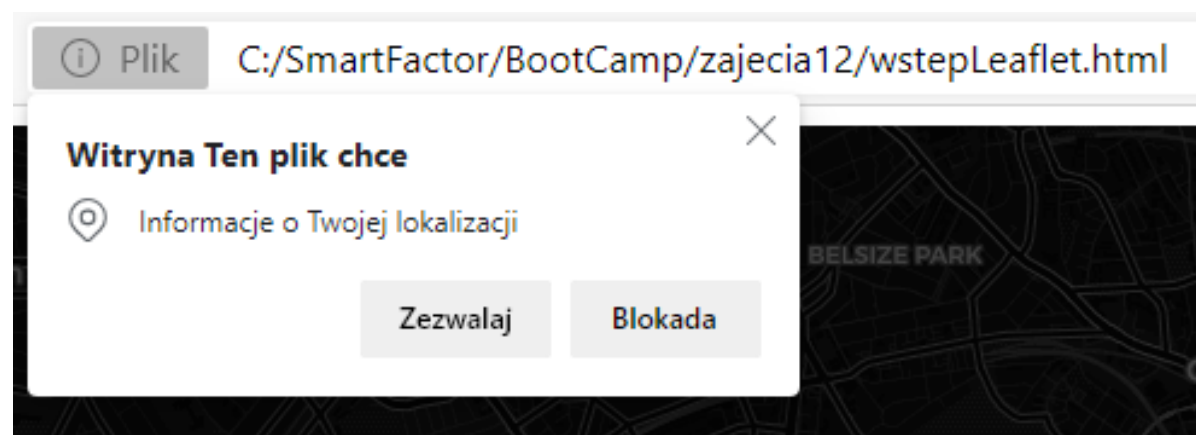 Plik C:/SmartFactor/BootCamp/zajecia12/wstepLeaflet.html
Witryna Ten plik chce
Informacje o Twojej lokalizacji
BELSIZE PARK
Zezwalaj Blokada